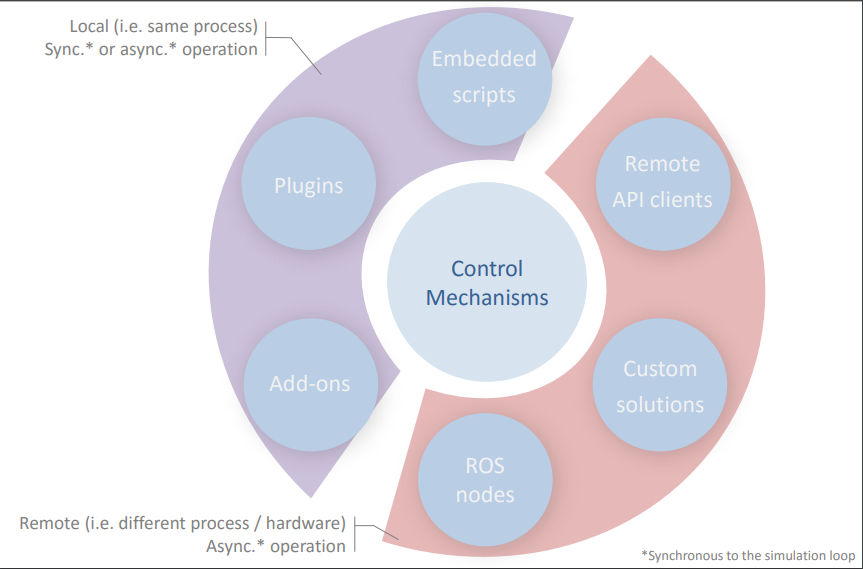 Local (i.e. same process)
Sync.* or async.* operation
Embedded
scripts
Plugins
Add-ons
Control
Mechanisms
Remote
API clients
Custom
solutions
ROS
nodes
Remote (i.e. different process / hardware)
Async.* operation
*Synchronous to the simulation loop